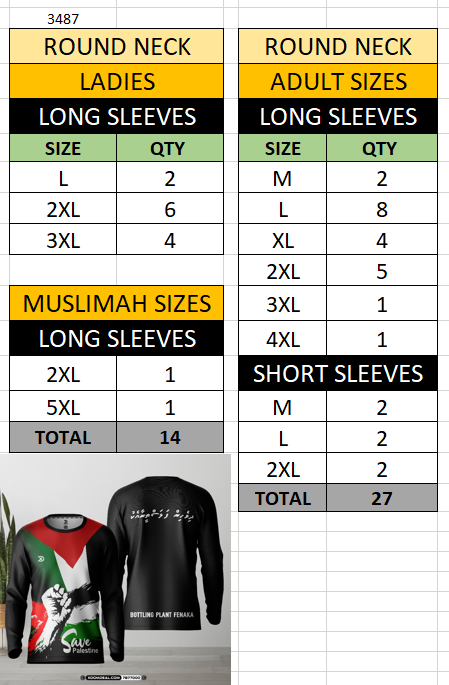 3487
ROUND NECK
LADIES
LONG SLEEVES
SIZE QTY
L 2
2XL 6
3XL 4
MUSLIMAH SIZES
LONG SLEEVES
2XL 1
5XL 1
TOTAL 14
ROUND NECK
ADULT SIZES
LONG SLEEVES
SIZE QTY
M 2
L 8
XL 4
2XL 5
3XL 1
4XL 1
SHORT SLEEVES
M 2
L 2
2XL 2
TOTAL 27
ދިވެހިން
BOTTLING PLANT FENAKA
Save
Palestine